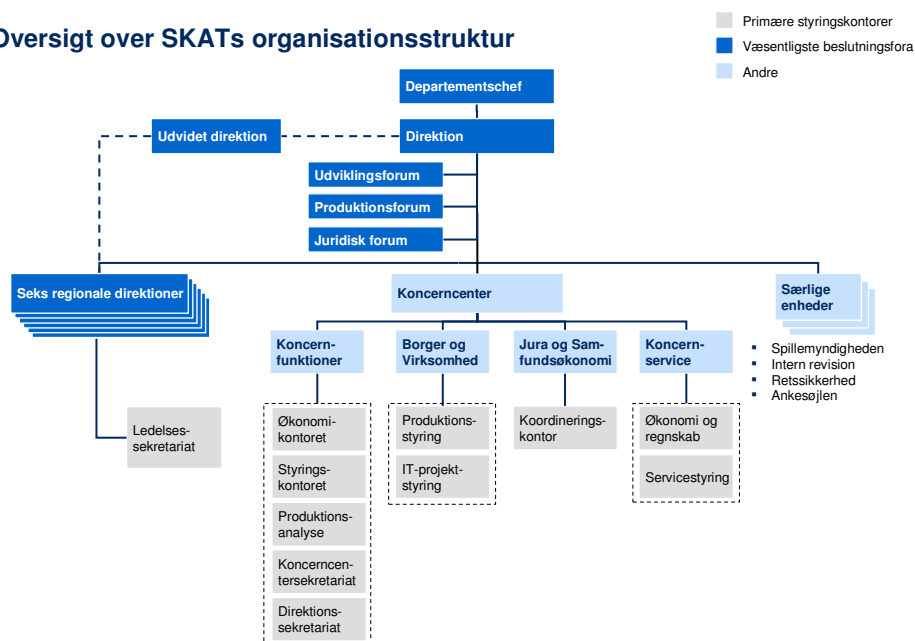 Oversigt over SKATs organisationsstruktur
Primære styringskontorer
Væsentligste beslutningsfora
Andre
Departementschef
Udvidet direktion
Direktion
Udviklingsforum
Produktionsforum
Juridisk forum
Seks regionale direktioner
Koncerncenter
Særlige
enheder
Koncern-
funktioner
Borger og
Virksomhed
Jura og Sam-
fundsøkonomi
Koncern-
service
▪ Spillemyndigheden
▪ Intern revision
▪ Retssikkerhed
▪ Ankesøjlen
Ledelses-
sekretariat
Økonomi-
kontoret
Styrings-
kontoret
Produktions-
analyse
Koncerncen-
tersekretariat
Direktions-
sekretariat
Produktions-
styring
IT-projekt-
styring
Koordinerings-
kontor
Økonomi og
regnskab
Servicestyring